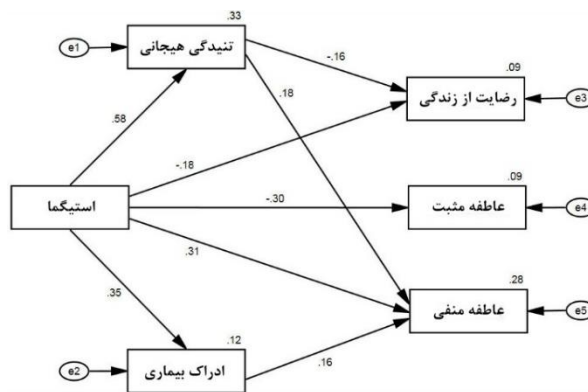 .33
e1
تنیدگی هیجانی
-.16
.09
.18
رضایت از زندگی
e3
.58
-.18
.09
استیگما
-.30
عاطفه مثبت
e4
.31
.28
.35
عاطفه منفی
e5
.12
.16
e2
ادراک بیماری